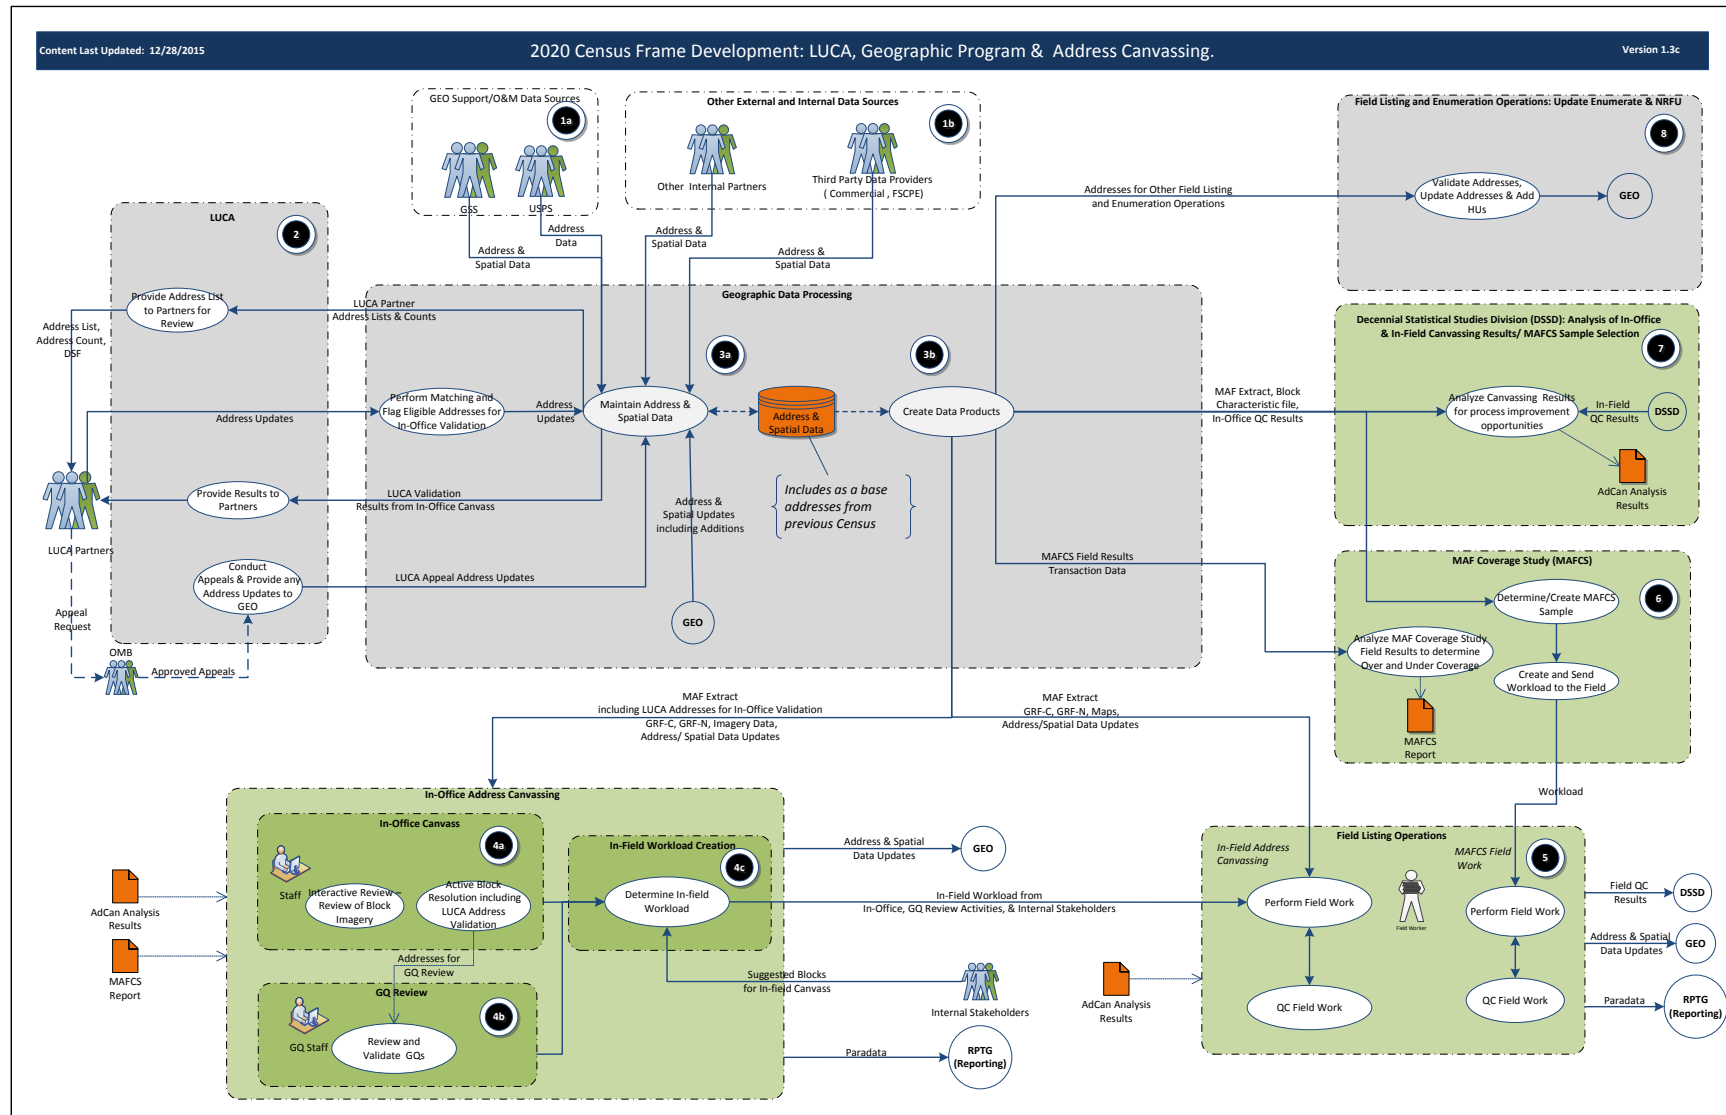 Content Last Updated: 12/28/2015
2020 Census Frame Development: LUCA, Geographic Program & Address Canvassing.
Version 1.3c
GEO Support/O&M Data Sources
1a
GSS
USPS
Other External and Internal Data Sources
1b
Other Internal Partners
Third Party Data Providers
( Commercial , FSCPE)
Field Listing and Enumeration Operations: Update Enumerate & NRFU
8
Validate Addresses,
Update Addresses & Add
HUs
GEO
Addresses for Other Field Listing
and Enumeration Operations
LUCA
2
Address
Data
Address &
Spatial Data
Address &
Spatial Data
Address &
Spatial Data
Provide Address List
to Partners for
Review
LUCA Partner
Address Lists & Counts
Address List,
Address Count,
DSF
Geographic Data Processing
3a
3b
Address Updates
Perform Matching and
Flag Eligible Addresses for
In-Office Validation
Address
Updates
Maintain Address &
Spatial Data
Address &
Spatial Data
Create Data Products
MAF Extract, Block
Characteristic file,
In-Office QC Results
Decennial Statistical Studies Division (DSSD): Analysis of In-Office
& In-Field Canvassing Results/ MAFCS Sample Selection
7
Analyze Canvassing Results
for process improvement
opportunities
In-Field
QC Results
DSSD
AdCan Analysis
Results
LUCA Partners
Provide Results to
Partners
LUCA Validation
Results from In-Office Canvass
Address &
Spatial Updates
including Additions
Includes as a base
addresses from
previous Census
Conduct
Appeals & Provide any
Address Updates to
GEO
LUCA Appeal Address Updates
GEO
Appeal
Request
OMB
Approved Appeals
MAFCS Field Results
Transaction Data
MAF Coverage Study (MAFCS)
6
Determine/Create MAFCS
Sample
Analyze MAF Coverage Study
Field Results to determine
Over and Under Coverage
Create and Send
Workload to the Field
MAFCS
Report
Workload
MAF Extract
including LUCA Addresses for In-Office Validation
GRF-C, GRF-N, Imagery Data,
Address/ Spatial Data Updates
MAF Extract
GRF-C, GRF-N, Maps,
Address/Spatial Data Updates
In-Office Address Canvassing
In-Office Canvass
4a
Staff
Interactive Review –
Review of Block
Imagery
Active Block
Resolution including
LUCA Address
Validation
In-Field Workload Creation
4c
Determine In-field
Workload
AdCan Analysis
Results
MAFCS
Report
Addresses for
GQ Review
GQ Review
4b
GQ Staff
Review and
Validate GQs
Address & Spatial
Data Updates
GEO
In-Field Workload from
In-Office, GQ Review Activities, & Internal Stakeholders
Suggested Blocks
for In-field Canvass
Internal Stakeholders
Paradata
RPTG
(Reporting)
AdCan Analysis
Results
Field Listing Operations
In-Field Address
Canvassing
MAFCS Field
Work
5
Perform Field Work
Field Worker
Perform Field Work
QC Field Work
QC Field Work
Field QC
Results
DSSD
Address & Spatial
Data Updates
GEO
Paradata
RPTG
(Reporting)